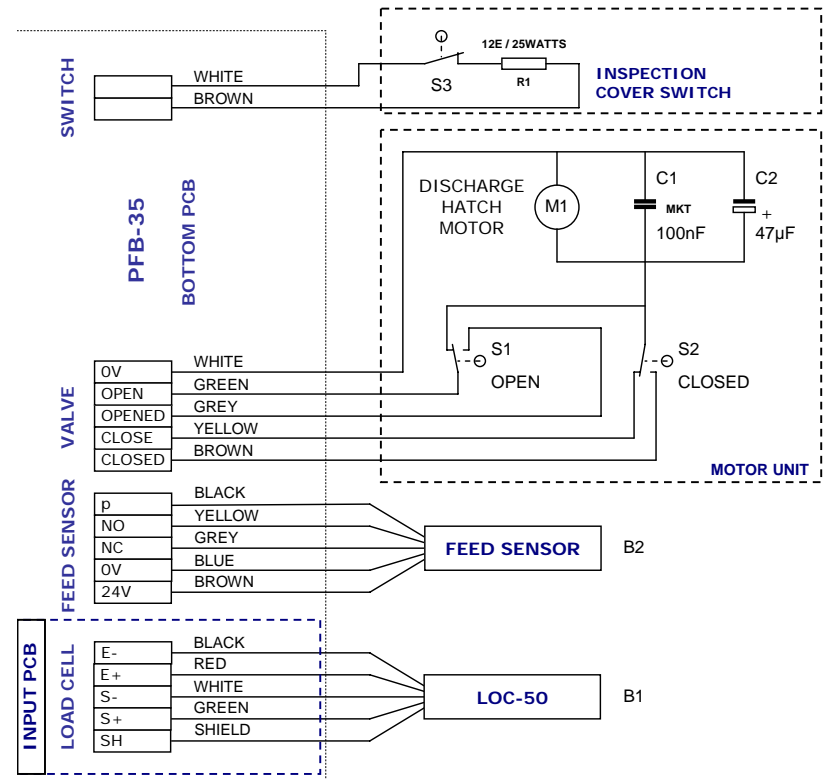 SWITCH
WHITE
BROWN
S3
12E / 25WATTS
R1
INSPECTION
COVER SWITCH
PFB-35
BOTTOM PCB
DISCHARGE
HATCH
MOTOR
M1
C1
MKT
100nF
C2
+
47µF
S1
OPEN
S2
CLOSED
MOTOR UNIT
VALVE
0V WHITE
OPEN GREEN
OPENED GREY
CLOSE YELLOW
CLOSED BROWN
FEED SENSOR
p BLACK
NO YELLOW
NC GREY
0V BLUE
24V BROWN
FEED SENSOR
B2
INPUT PCB
LOAD CELL
E- BLACK
E+ RED
S- WHITE
S+ GREEN
SH SHIELD
LOC-50
B1